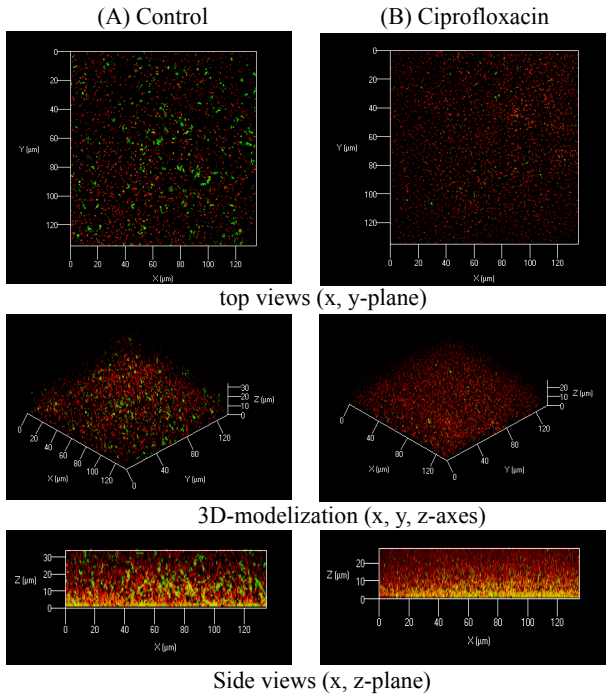 (A) Control (B) Ciprofloxacin
0
20
40
60
80
100
120
Y (µm)
0 20 40 60 80 100 120
X (µm)
0
20
40
60
80
100
120
Y (µm)
0 20 40 60 80 100 120
X (µm)
top views (x, y-plane)
30
20
10
0
Z (µm)
0 20 40 60 80 100 120
X (µm)
0 40 80 120
Y (µm)
20
10
0
Z (µm)
0 40 80 120
X (µm)
0 40 80 120
Y (µm)
3D-modelization (x, y, z-axes)
30
20
10
0
Z (µm)
0 20 40 60 80 100 120
X (µm)
20
10
0
Z (µm)
0 20 40 60 80 100 120
X (µm)
Side views (x, z-plane)